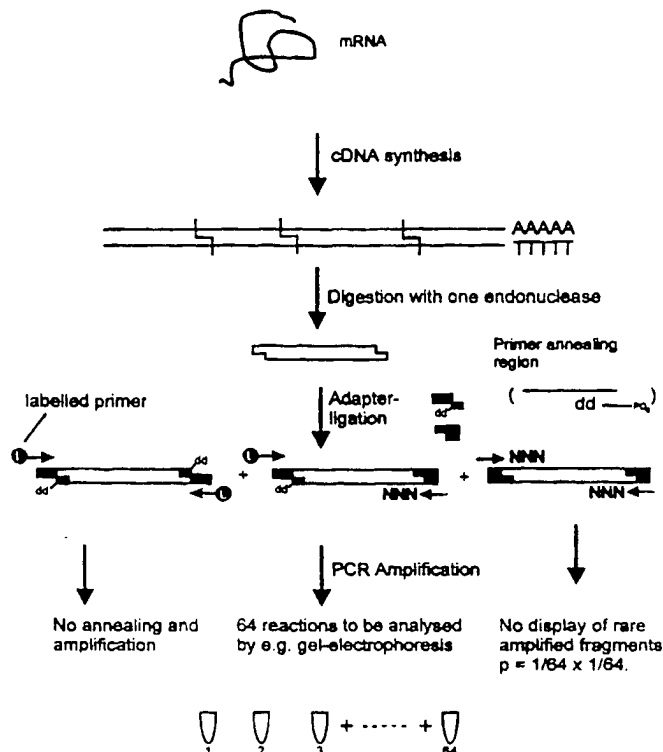 mRNA
cDNA synthesis
AAAAA
TTTTT
Digestion with one endonuclease
Primer annealing
region
labelled primer
Adapter-
ligation
dd
( dd PO4 )
L
dd
dd
L
+
L
dd
NNN
+
NNN
NNN
PCR Amplification
No annealing and
amplification
64 reactions to be analysed
by e.g. gel-electrophoresis
No display of rare
amplified fragments
p = 1/64 x 1/64.
+ ----- +
1 2 3 64